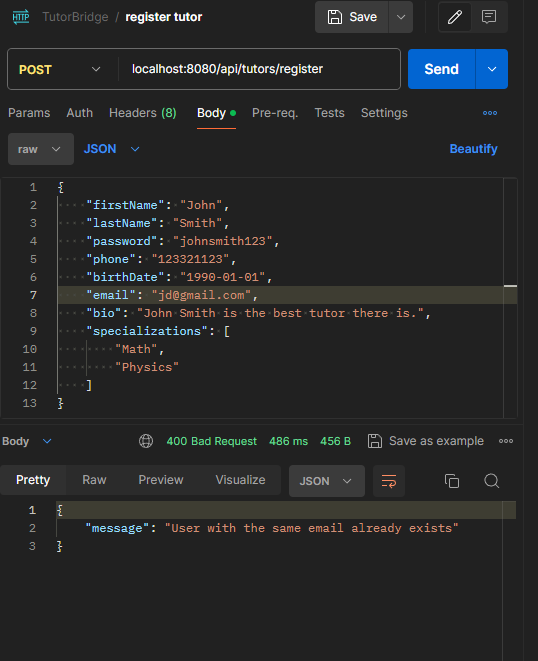 HTTP TutorBridge / register tutor Save
POST localhost:8080/api/tutors/register Send
Params Auth Headers (8) Body Pre-req. Tests Settings
raw JSON Beautify
1 {
2 "firstName": "John",
3 "lastName": "Smith",
4 "password": "johnsmith123",
5 "phone": "123321123",
6 "birthDate": "1990-01-01",
7 "email": "jd@gmail.com",
8 "bio": "John Smith is the best tutor there is.",
9 "specializations": [
10 "Math",
11 "Physics"
12 ]
13 }
Body 400 Bad Request 486 ms 456 B Save as example
Pretty Raw Preview Visualize JSON
1 {
2 "message": "User with the same email already exists"
3 }